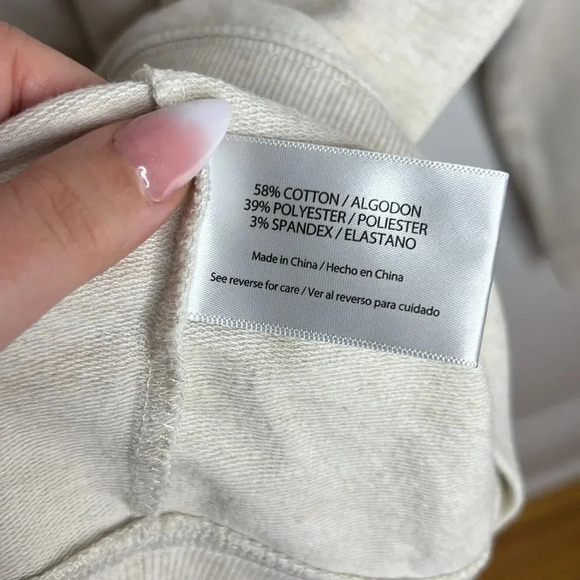 58% COTTON / ALGODON
39% POLYESTER / POLIESTER
3% SPANDEX / ELASTANO
Made in China / Hecho en China
See reverse for care / Ver al reverso para cuidado